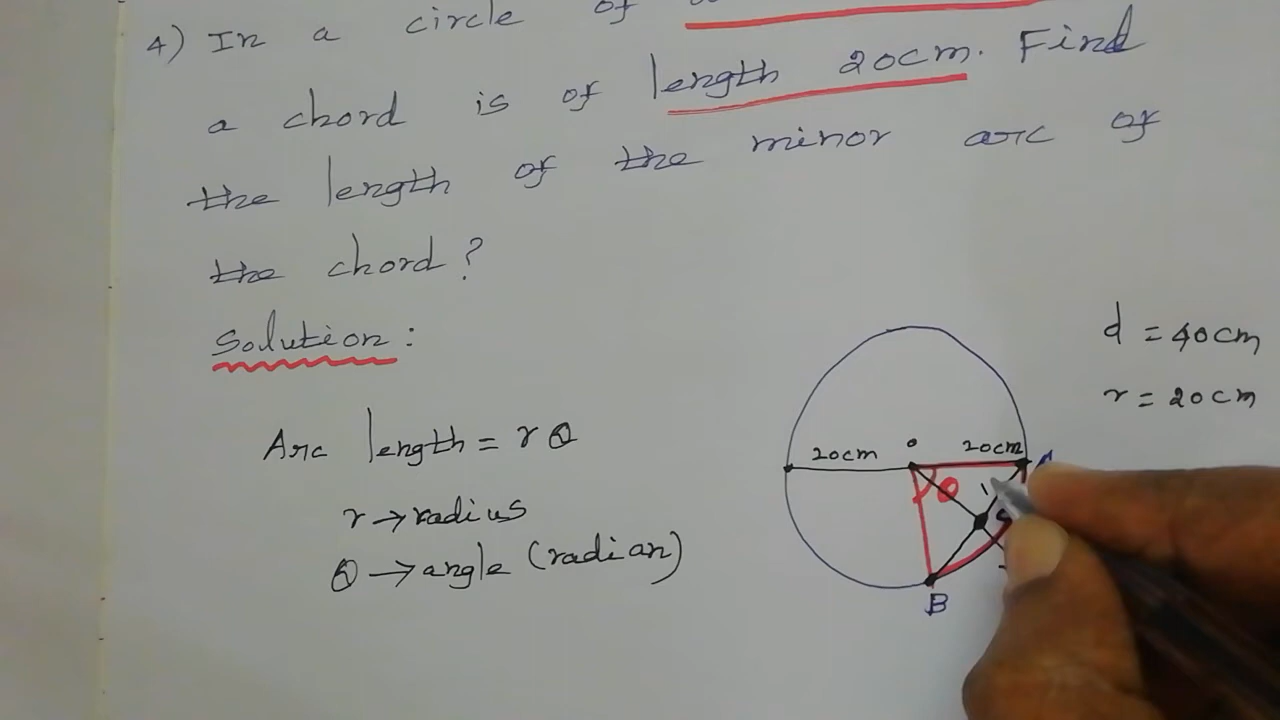 4) In a circle of
a chord is of length 20cm. Find
the length of the minor arc of
the chord?
Solution:
Arc length = r θ
r → radius
θ → angle (radian)
d = 40cm
r = 20cm
20cm o 20cm
θ
B